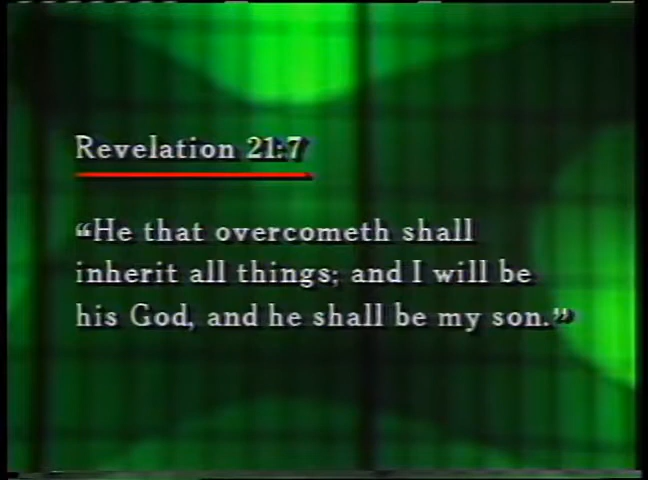 Revelation 21:7
“He that overcometh shall
inherit all things; and I will be
his God, and he shall be my son.”